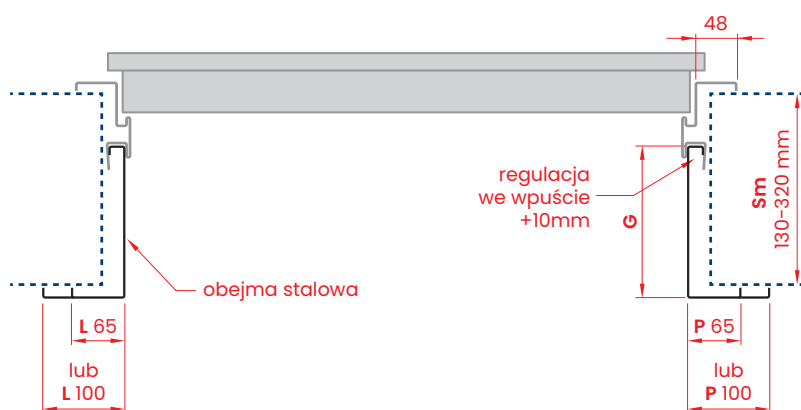 48
regulacja
we wpuście
+10mm
G
Sm
130-320 mm
obejma stalowa
L 65
lub
L 100
P 65
lub
P 100